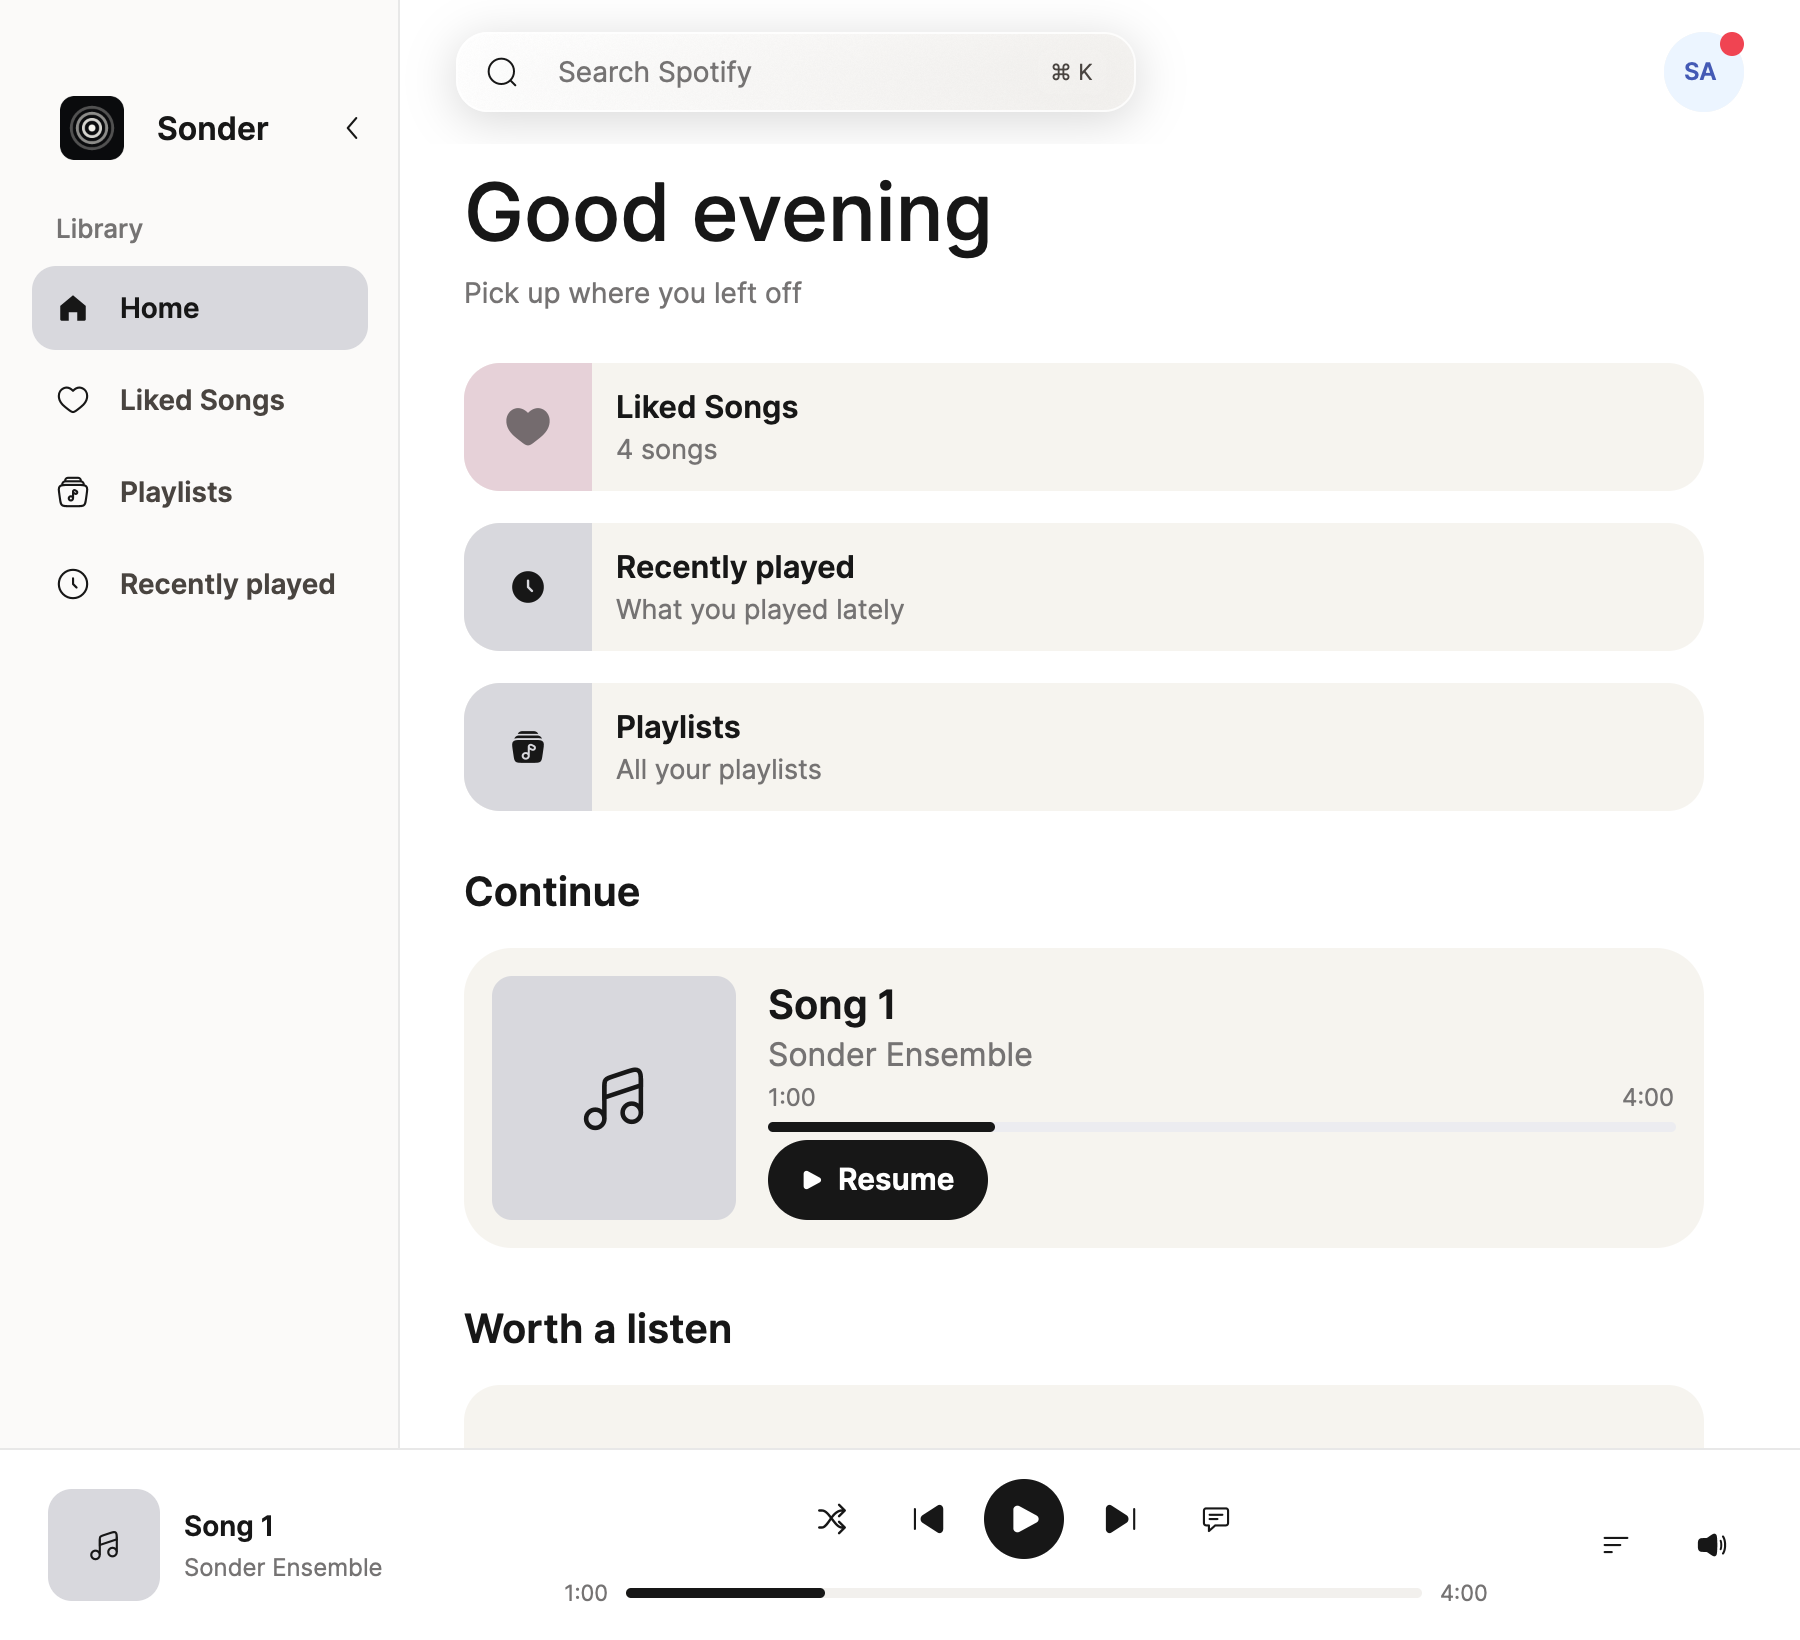 Search Spotify
⌘ K
SA
Sonder
Library
Home
Liked Songs
Playlists
Recently played
Good evening
Pick up where you left off
Liked Songs
4 songs
Recently played
What you played lately
Playlists
All your playlists
Continue
Song 1
Sonder Ensemble
1:00
4:00
Resume
Worth a listen
Song 1
Sonder Ensemble
1:00
4:00